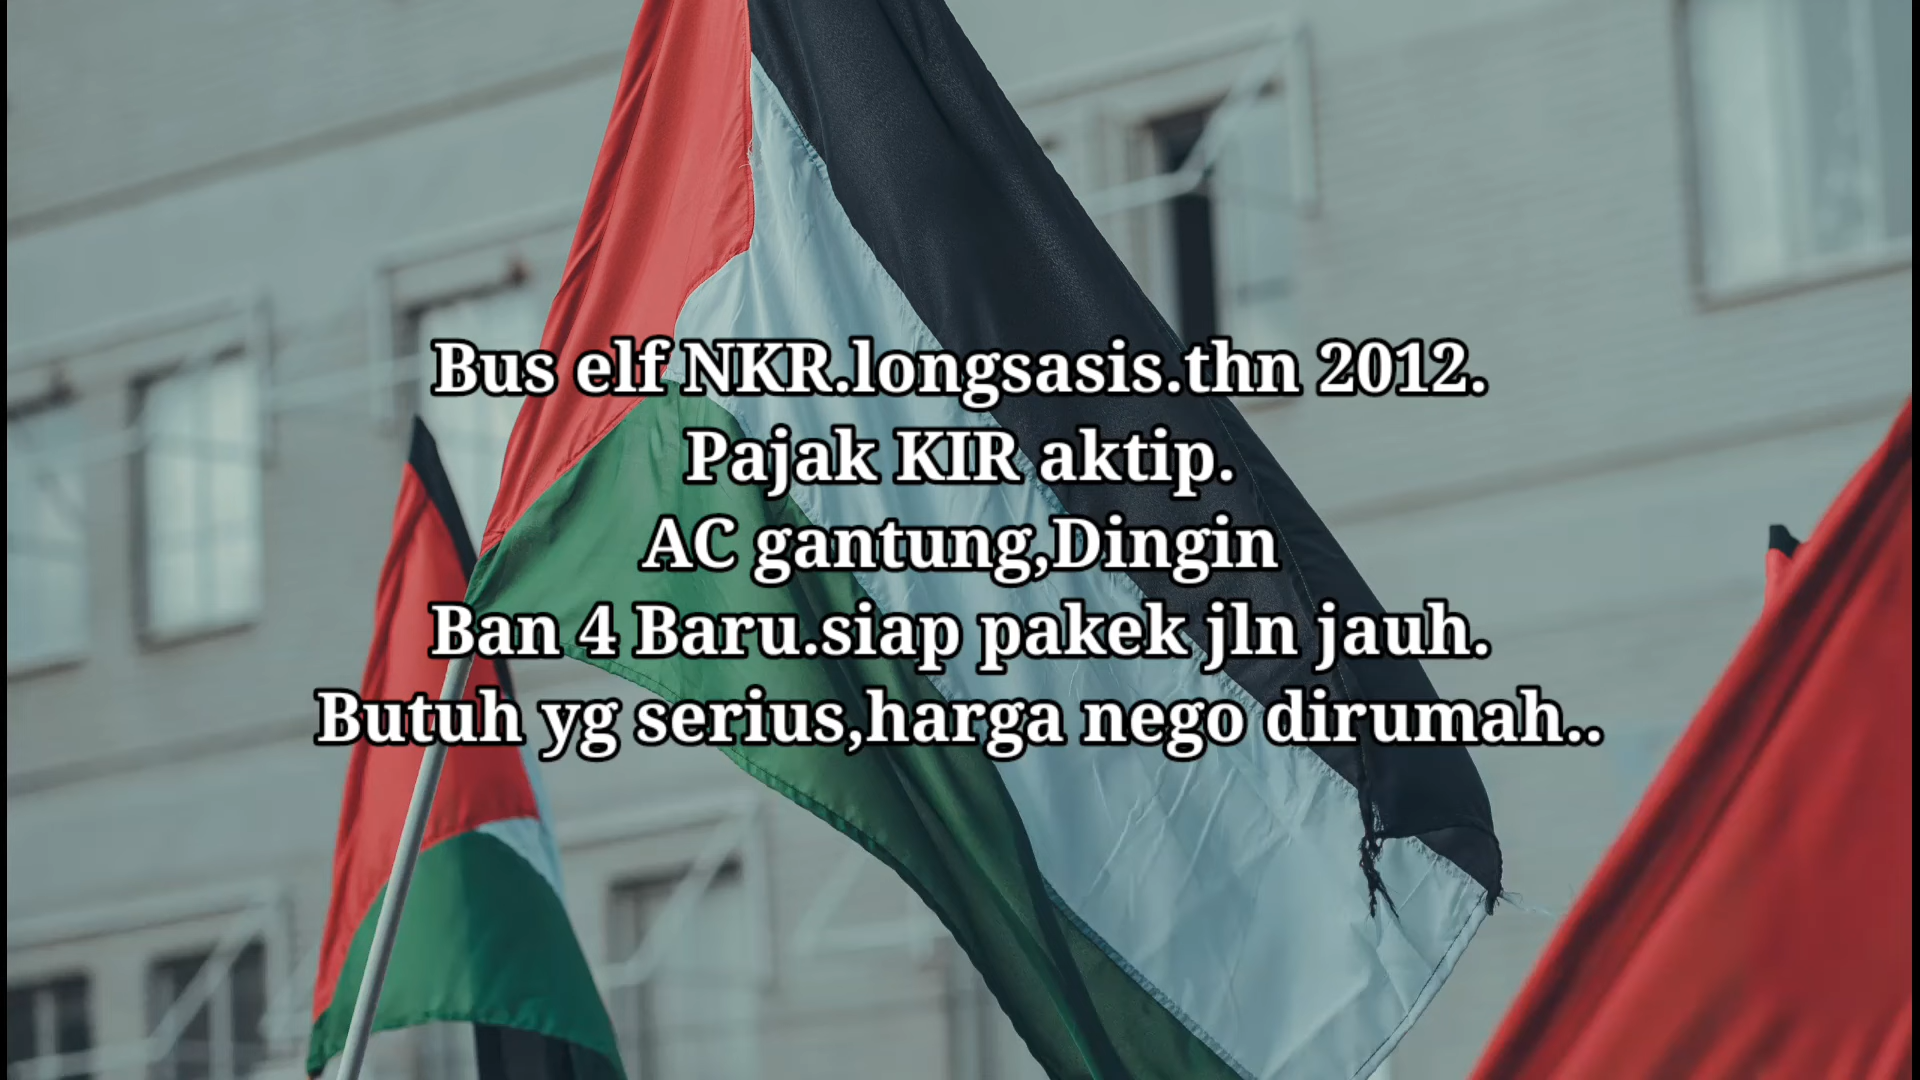 Bus elf NKR.longsasis.thn 2012.
Pajak KIR aktip.
AC gantung,Dingin
Ban 4 Baru.siap pakek jln jauh.
Butuh yg serius,harga nego dirumah..